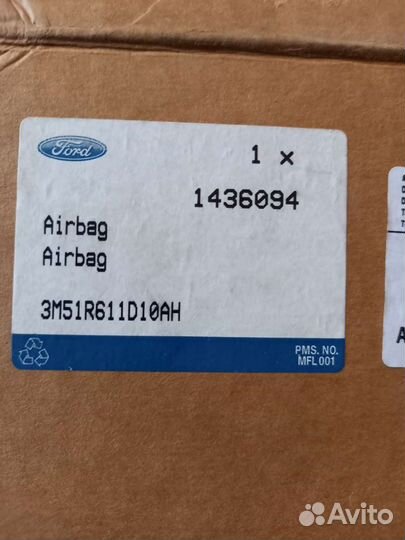 Ford
1 x
1436094
Airbag
Airbag
3M51R611D10AH
PMS. NO.
MFL 001
A
Avito